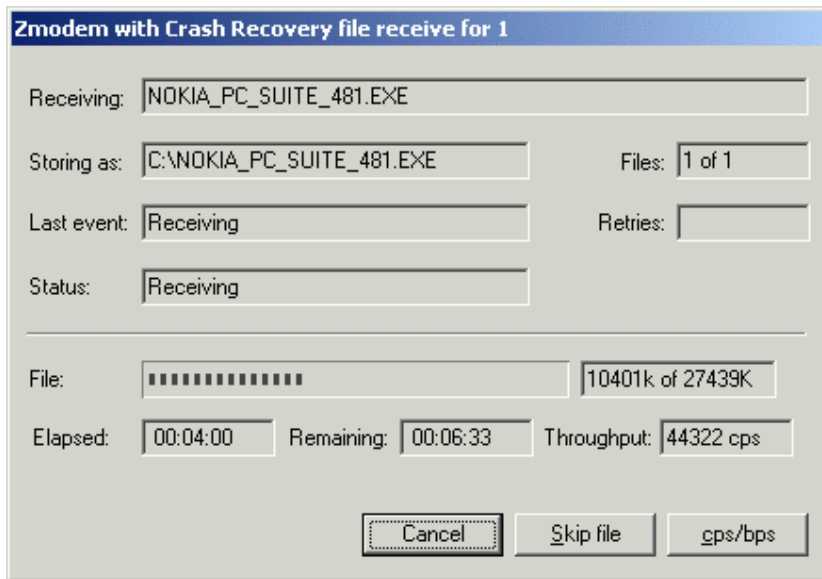 Zmodem with Crash Recovery file receive for 1
Receiving: NOKIA_PC_SUITE_481.EXE
Storing as: C:\NOKIA_PC_SUITE_481.EXE Files: 1 of 1
Last event: Receiving Retries:
Status: Receiving
File: 10401k of 27439K
Elapsed: 00:04:00 Remaining: 00:06:33 Throughput: 44322 cps
Cancel Skip file cps/bps